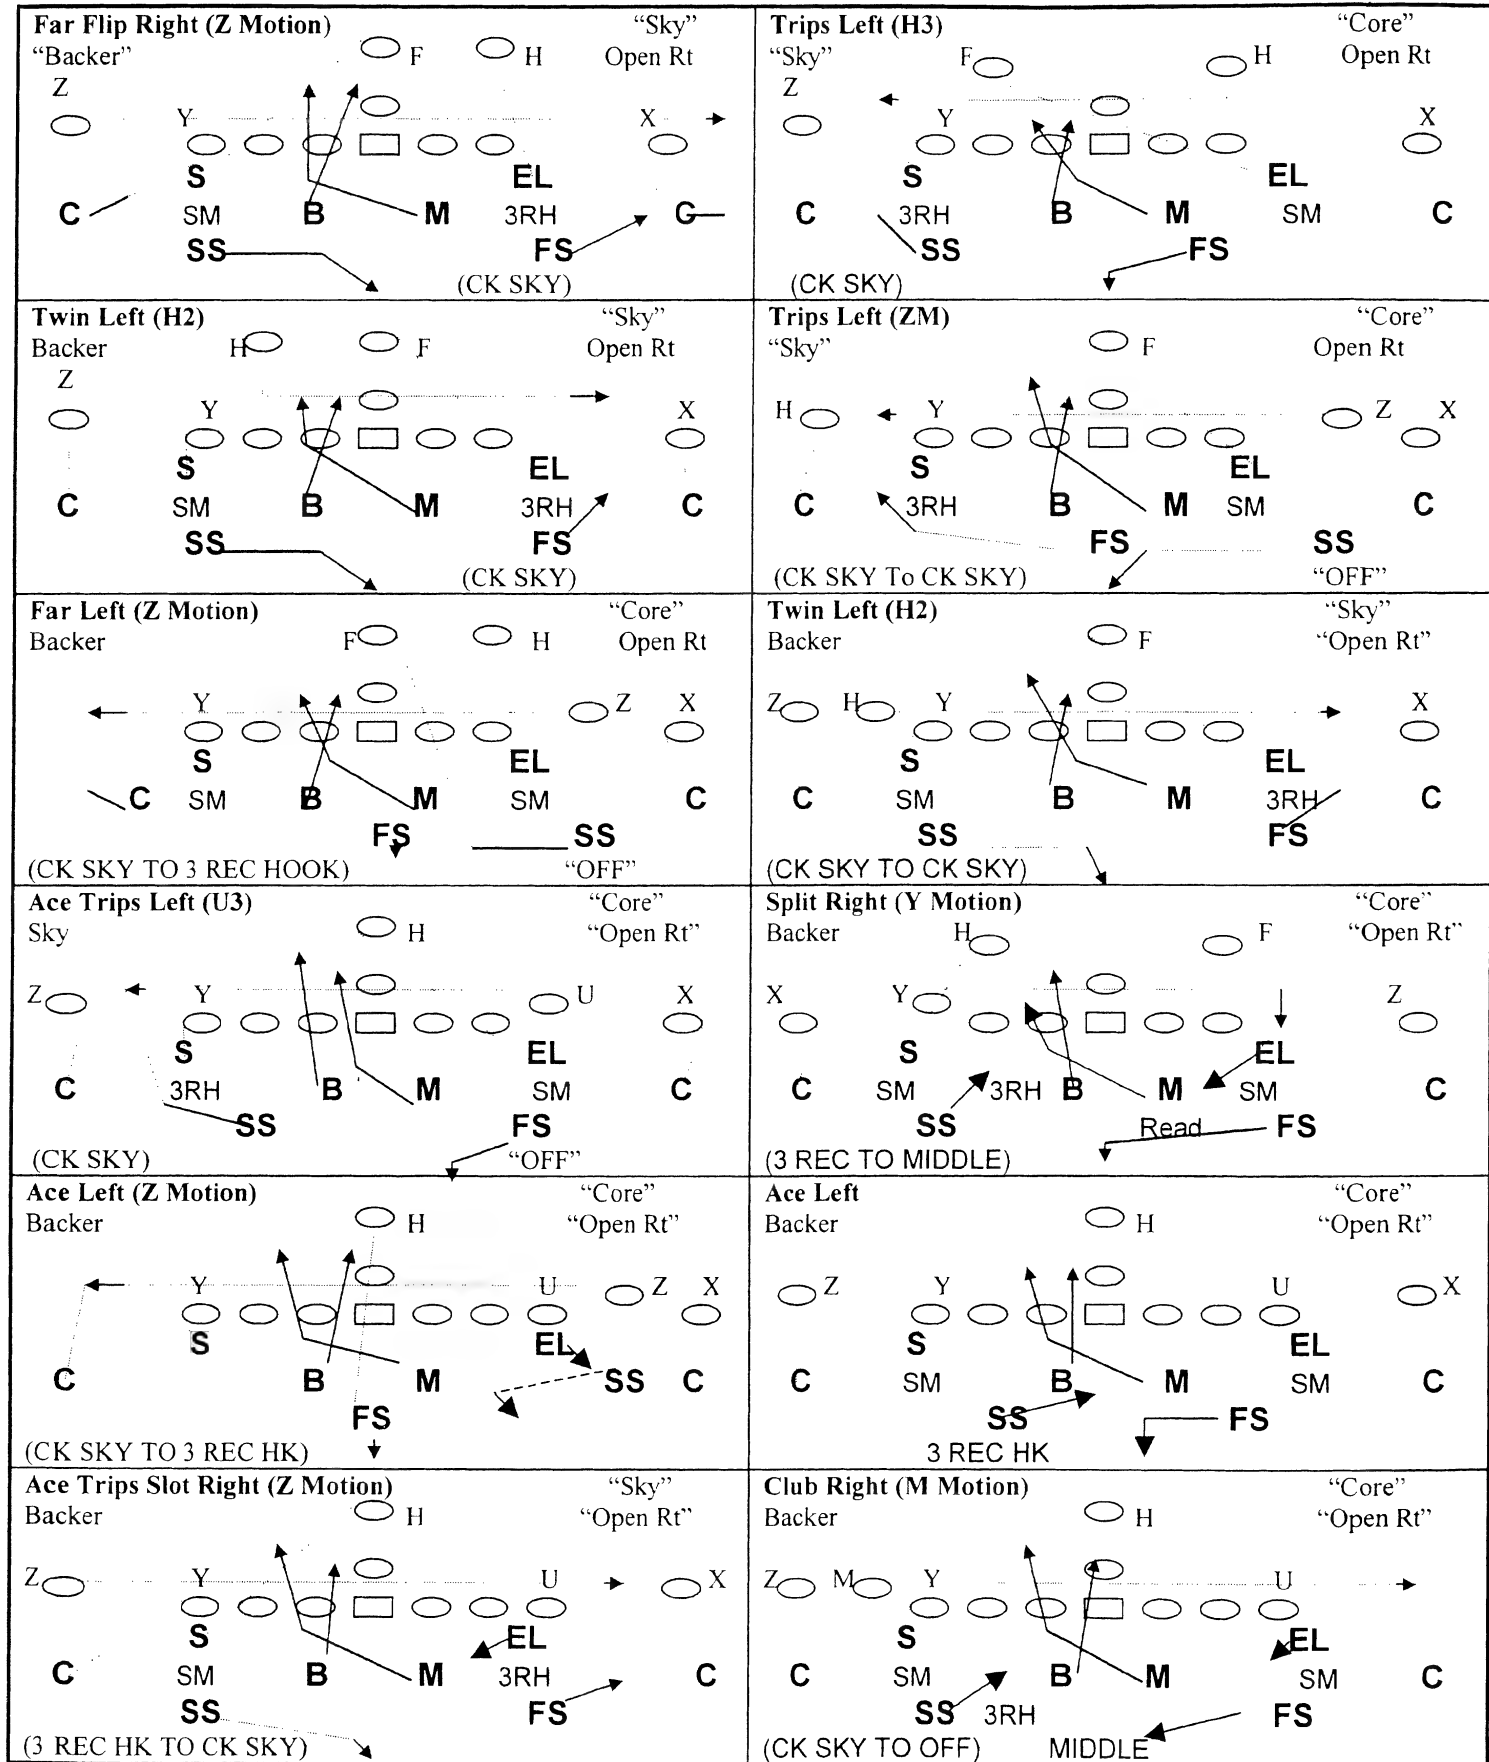 Far Flip Right (Z Motion) “Sky”
“Backer” F H Open Rt
Z
Y X
S EL
C SM B M 3RH C
SS FS
(CK SKY)
Trips Left (H3) “Core”
“Sky” F H Open Rt
Z
Y X
S EL
C 3RH B M SM C
SS FS
(CK SKY)
Twin Left (H2) “Sky”
Backer H F Open Rt
Z
Y X
S EL
C SM B M 3RH C
SS FS
(CK SKY)
Trips Left (ZM) “Core”
“Sky” F Open Rt
H Y Z X
S EL
C 3RH B M SM C
FS SS
(CK SKY To CK SKY) “OFF”
Far Left (Z Motion) “Core”
Backer F H Open Rt
Y Z X
S EL
C SM B M SM C
FS SS
(CK SKY TO 3 REC HOOK) “OFF”
Twin Left (H2) “Sky”
Backer F “Open Rt”
Z H Y X
S EL
C SM B M 3RH C
SS FS
(CK SKY TO CK SKY)
Ace Trips Left (U3) “Core”
Sky H “Open Rt”
Z Y U X
S EL
C 3RH B M SM C
SS FS
(CK SKY) “OFF”
Split Right (Y Motion) “Core”
Backer H F “Open Rt”
X Y Z
S EL
C SM 3RH B M SM C
SS Read FS
(3 REC TO MIDDLE)
Ace Left (Z Motion) “Core”
Backer H “Open Rt”
Y U Z X
S EL
C B M SS C
FS
(CK SKY TO 3 REC HK)
Ace Left “Core”
Backer H “Open Rt”
Z Y U X
S EL
C SM B M SM C
SS FS
3 REC HK
Ace Trips Slot Right (Z Motion) “Sky”
Backer H “Open Rt”
Z Y U X
S EL
C SM B M 3RH C
SS FS
(3 REC HK TO CK SKY)
Club Right (M Motion) “Core”
Backer H “Open Rt”
Z M Y U
S EL
C SM B M SM C
SS 3RH FS
(CK SKY TO OFF) MIDDLE